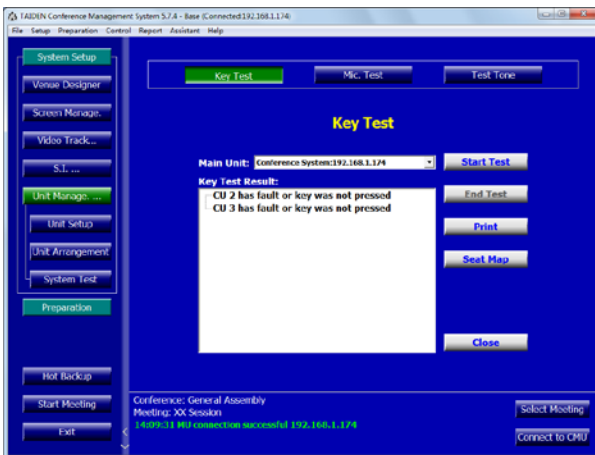 TAIDEN Conference Management System 5.7.4 - Base (Connected:192.168.1.174)
File Setup Preparation Control Report Assistant Help
System Setup
Venue Designer
Screen Manage.
Video Track...
S.I. ...
Unit Manage. ...
Unit Setup
Unit Arrangement
System Test
Preparation
Hot Backup
Start Meeting
Exit
Key Test
Mic. Test
Test Tone
Key Test
Main Unit: Conference System:192.168.1.174
Key Test Result:
CU 2 has fault or key was not pressed
CU 3 has fault or key was not pressed
Start Test
End Test
Print
Seat Map
Close
Conference: General Assembly
Meeting: XX Session
14:09:31 MU connection successful 192.168.1.174
Select Meeting
Connect to CMU